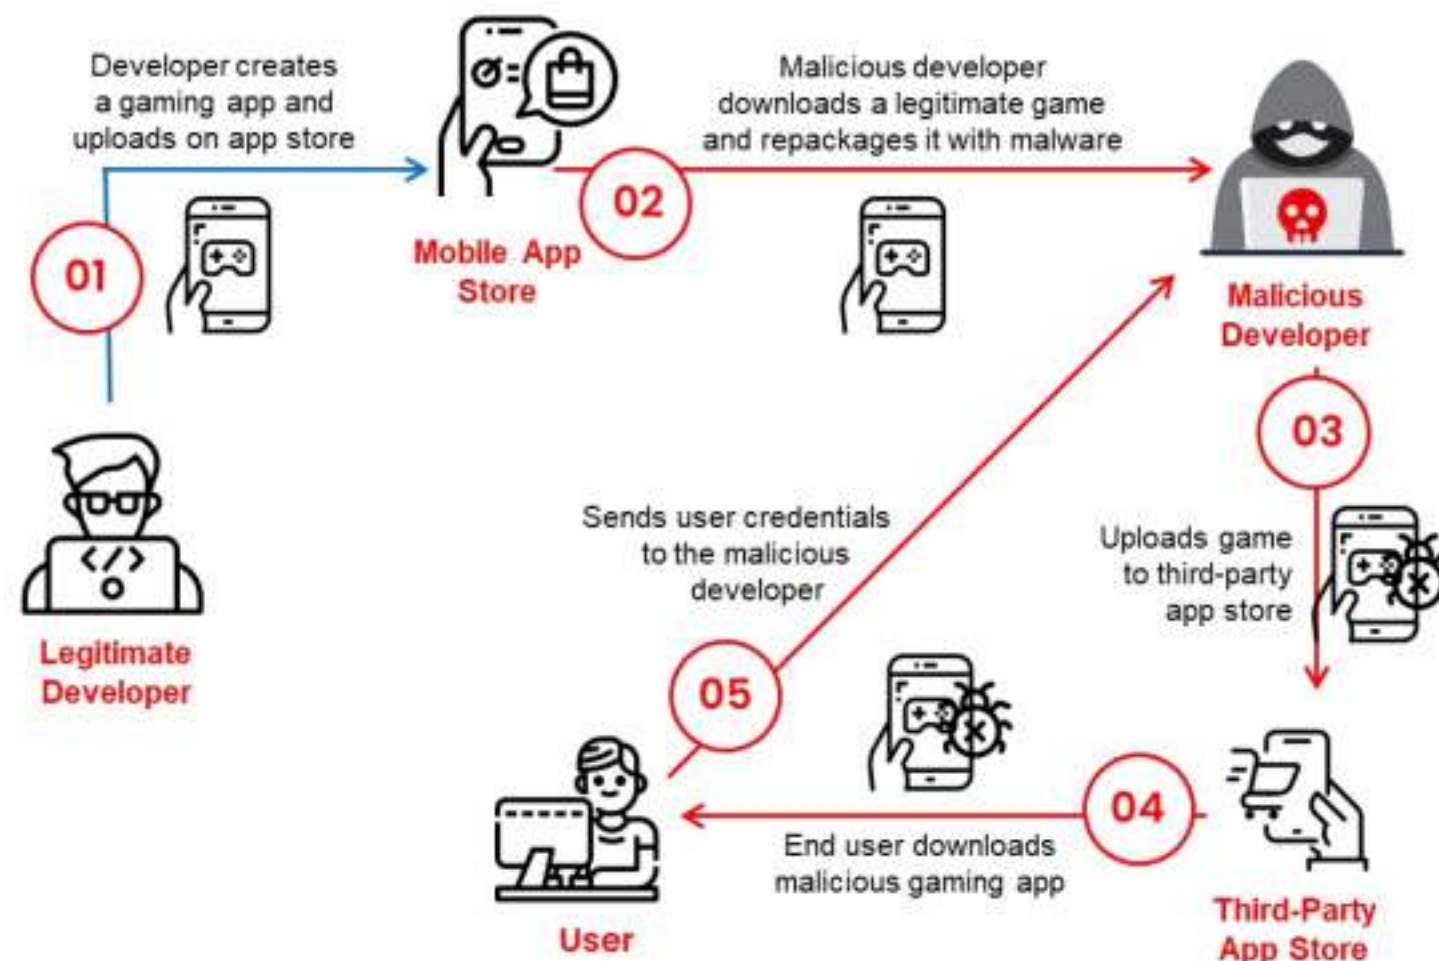 Developer creates
a gaming app and
uploads on app store
01
Legitimate
Developer
Mobile App
Store
02
Malicious developer
downloads a legitimate game
and repackages it with malware
Malicious
Developer
03
Uploads game
to third-party
app store
Third-Party
App Store
04
End user downloads
malicious gaming app
User
05
Sends user credentials
to the malicious
developer